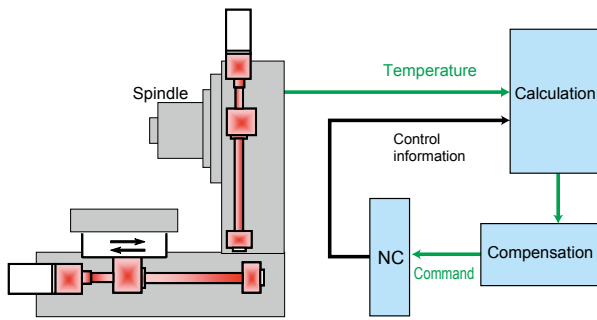 Spindle
Temperature
Calculation
Control
information
NC
Command
Compensation